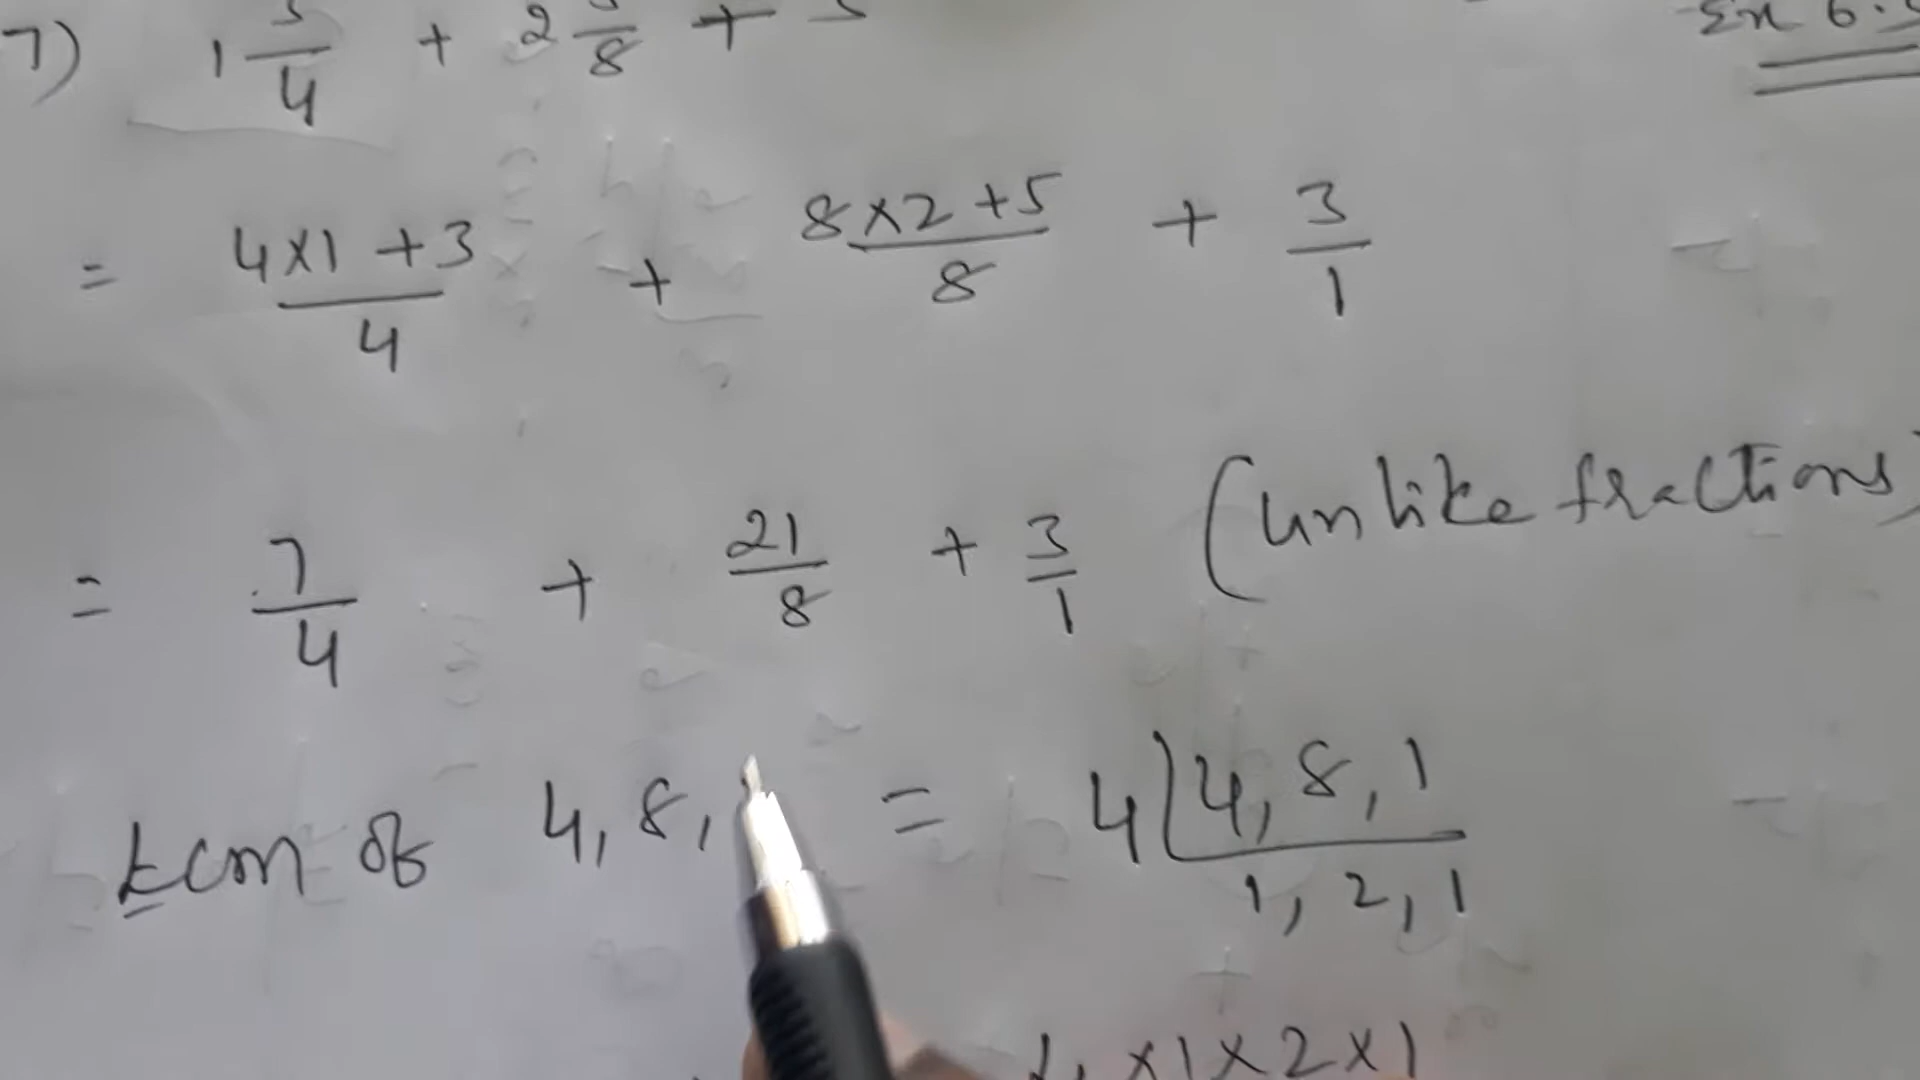 7) 1 3/4 + 2 5/8 + 3
Ex 6.
= 4×1+3/4 + 8×2+5/8 + 3/1
= 7/4 + 21/8 + 3/1 (unlike fractions)
LCM of 4, 8, = 4 | 4, 8, 1
1, 2, 1
×1×2×1